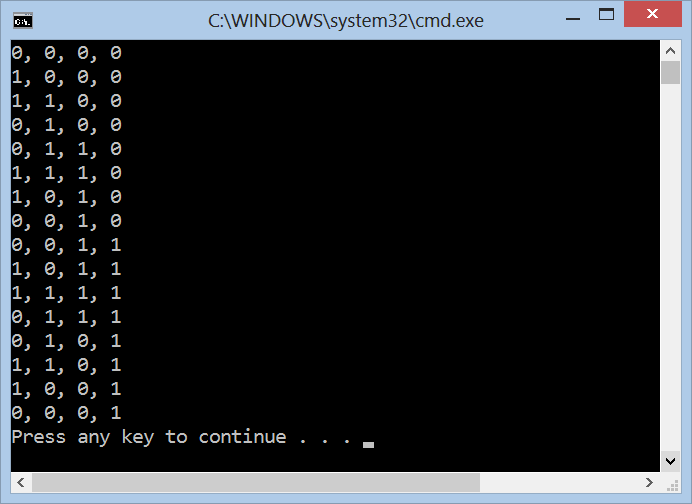 C:\WINDOWS\system32\cmd.exe
0, 0, 0, 0
1, 0, 0, 0
1, 1, 0, 0
0, 1, 0, 0
0, 1, 1, 0
1, 1, 1, 0
1, 0, 1, 0
0, 0, 1, 0
0, 0, 1, 1
1, 0, 1, 1
1, 1, 1, 1
0, 1, 1, 1
0, 1, 0, 1
1, 1, 0, 1
1, 0, 0, 1
0, 0, 0, 1
Press any key to continue . . .